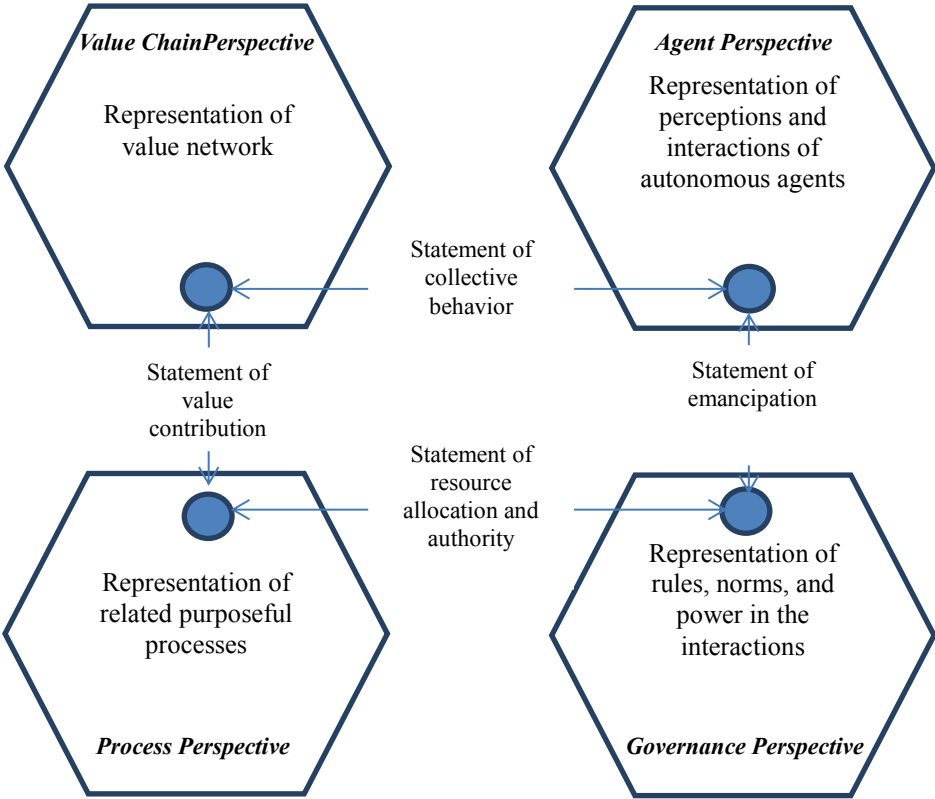 Value ChainPerspective
Representation of
value network
Agent Perspective
Representation of
perceptions and
interactions of
autonomous agents
Statement of
collective
behavior
Statement of
value
contribution
Statement of
emancipation
Statement of
resource
allocation and
authority
Representation of
related purposeful
processes
Process Perspective
Representation of
rules, norms, and
power in the
interactions
Governance Perspective